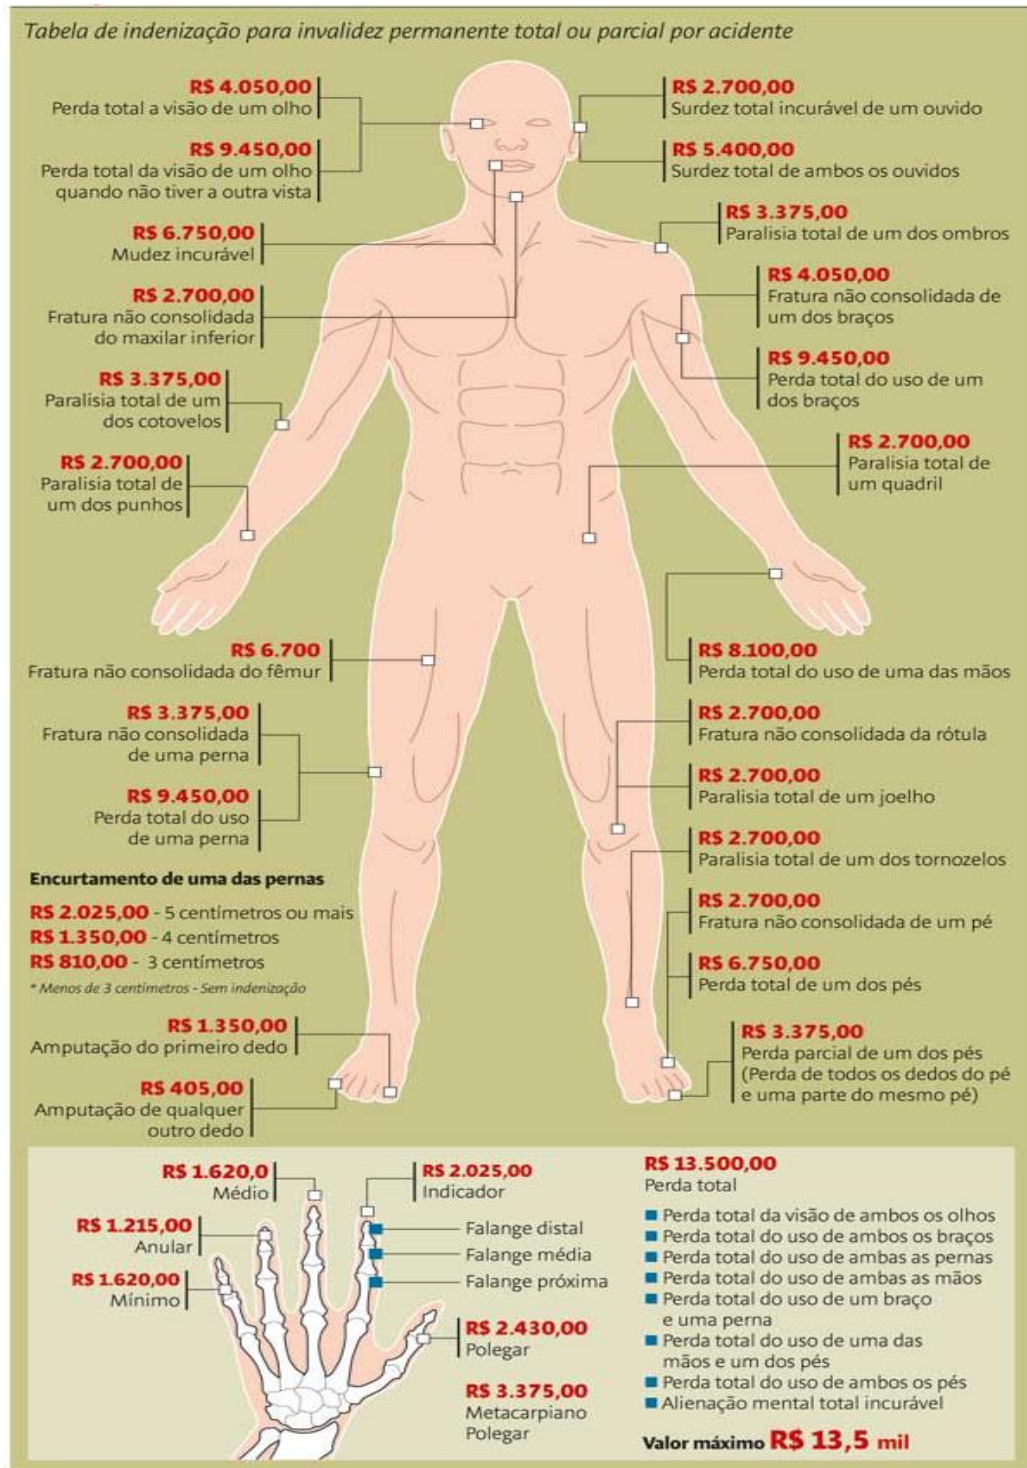 Tabela de indenização para invalidez permanente total ou parcial por acidente
R$ 4.050,00
Perda total a visão de um olho
R$ 9.450,00
Perda total da visão de um olho
quando não tiver a outra vista
R$ 6.750,00
Mudez incurável
R$ 2.700,00
Fratura não consolidada
do maxilar inferior
R$ 3.375,00
Paralisia total de um
dos cotovelos
R$ 2.700,00
Paralisia total de
um dos punhos
R$ 2.700,00
Surdez total incurável de um ouvido
R$ 5.400,00
Surdez total de ambos os ouvidos
R$ 3.375,00
Paralisia total de um dos ombros
R$ 4.050,00
Fratura não consolidada de
um dos braços
R$ 9.450,00
Perda total do uso de um
dos braços
R$ 2.700,00
Paralisia total de
um quadril
R$ 6.700
Fratura não consolidada do fêmur
R$ 3.375,00
Fratura não consolidada
de uma perna
R$ 9.450,00
Perda total do uso
de uma perna
Encurtamento de uma das pernas
R$ 2.025,00 - 5 centímetros ou mais
R$ 1.350,00 - 4 centímetros
R$ 810,00 - 3 centímetros
* Menos de 3 centímetros - Sem indenização
R$ 1.350,00
Amputação do primeiro dedo
R$ 405,00
Amputação de qualquer
outro dedo
R$ 8.100,00
Perda total do uso de uma das mãos
R$ 2.700,00
Fratura não consolidada da rótula
R$ 2.700,00
Paralisia total de um joelho
R$ 2.700,00
Paralisia total de um dos tornozelos
R$ 2.700,00
Fratura não consolidada de um pé
R$ 6.750,00
Perda total de um dos pés
R$ 3.375,00
Perda parcial de um dos pés
(Perda de todos os dedos do pé
e uma parte do mesmo pé)
R$ 1.620,0
Médio
R$ 1.215,00
Anular
R$ 1.620,00
Mínimo
R$ 2.025,00
Indicador
Falange distal
Falange média
Falange próxima
R$ 2.430,00
Polegar
R$ 3.375,00
Metacarpiano
Polegar
R$ 13.500,00
Perda total
Perda total da visão de ambos os olhos
Perda total do uso de ambos os braços
Perda total do uso de ambas as pernas
Perda total do uso de ambas as mãos
Perda total do uso de um braço
e uma perna
Perda total do uso de uma das
mãos e um dos pés
Perda total do uso de ambos os pés
Alienação mental total incurável
Valor máximo R$ 13,5 mil